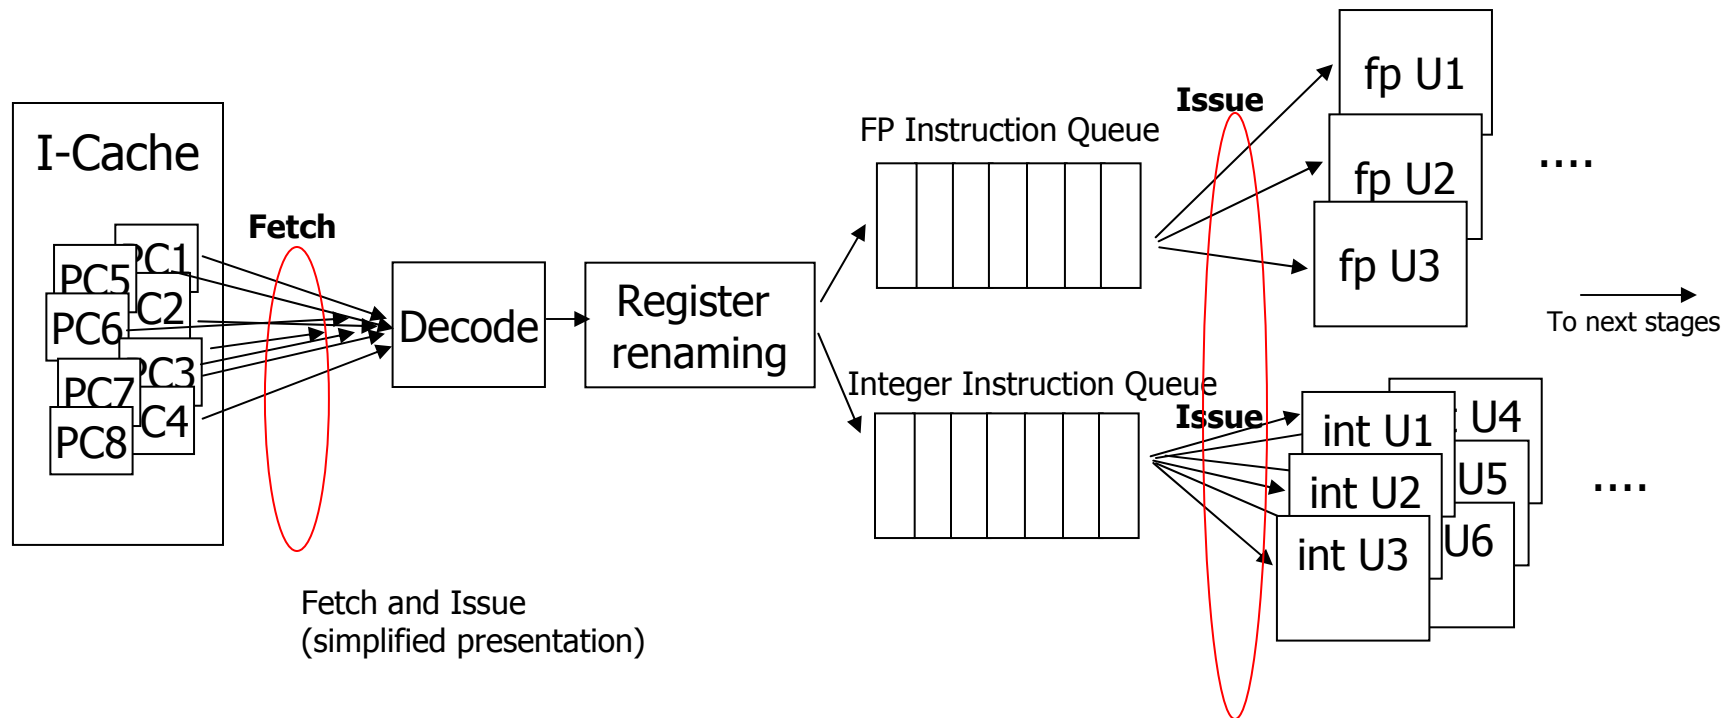 I-Cache
PC1
PC5
C2
PC6
PC3
PC7
C4
PC8
Fetch
Decode
Register
renaming
FP Instruction Queue
Integer Instruction Queue
Issue
Issue
fp U1
fp U2
fp U3
....
To next stages
int U1
int U2
int U3
U4
U5
U6
....
Fetch and Issue
(simplified presentation)